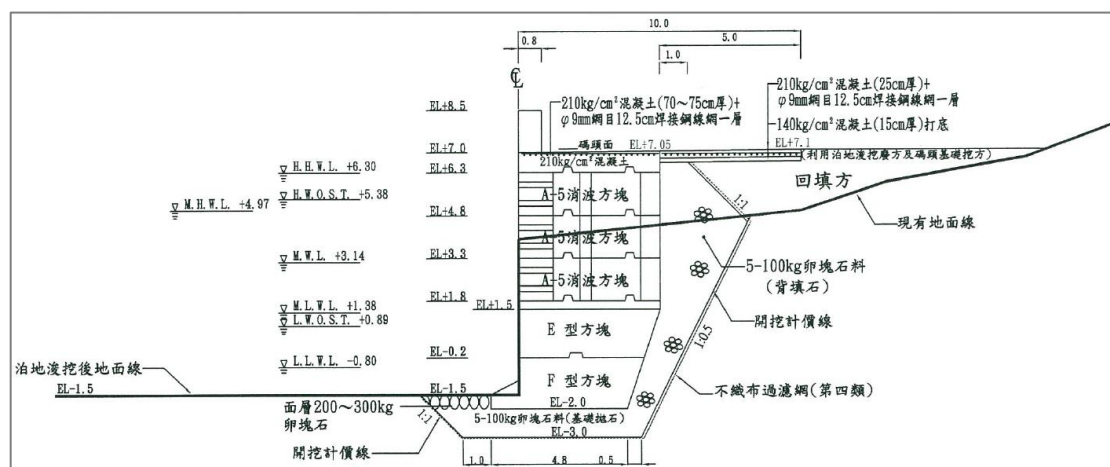 10.0
0.8
5.0
1.0
℄
EL+8.5
210kg/cm²混凝土(70～75cm厚)+
φ9mm網目12.5cm焊接鋼線網一層
210kg/cm²混凝土(25cm厚)+
φ9mm網目12.5cm焊接鋼線網一層
140kg/cm²混凝土(15cm厚)打底
EL+7.0
碼頭面
EL+7.05
EL+7.1
(利用泊地浚挖廢方及碼頭基礎挖方)
210kg/cm²混凝土
H.H.W.L. +6.30
EL+6.3
回填方
H.W.O.S.T. +5.38
A-5消波方塊
1:1
M.H.W.L. +4.97
EL+4.8
現有地面線
A-5消波方塊
M.W.L. +3.14
EL+3.3
5-100kg卵塊石料
(背填石)
A-5消波方塊
M.L.W.L. +1.38
EL+1.8
EL+1.5
L.W.O.S.T. +0.89
開挖計價線
E 型方塊
1:0.5
L.L.W.L. -0.80
EL-0.2
泊地浚挖後地面線
EL-1.5
EL-1.5
F 型方塊
不織布過濾網(第四類)
面層200～300kg
卵塊石
EL-2.0
1:1
5-100kg卵塊石料(基礎拋石)
EL-3.0
開挖計價線
1.0
4.8
0.5